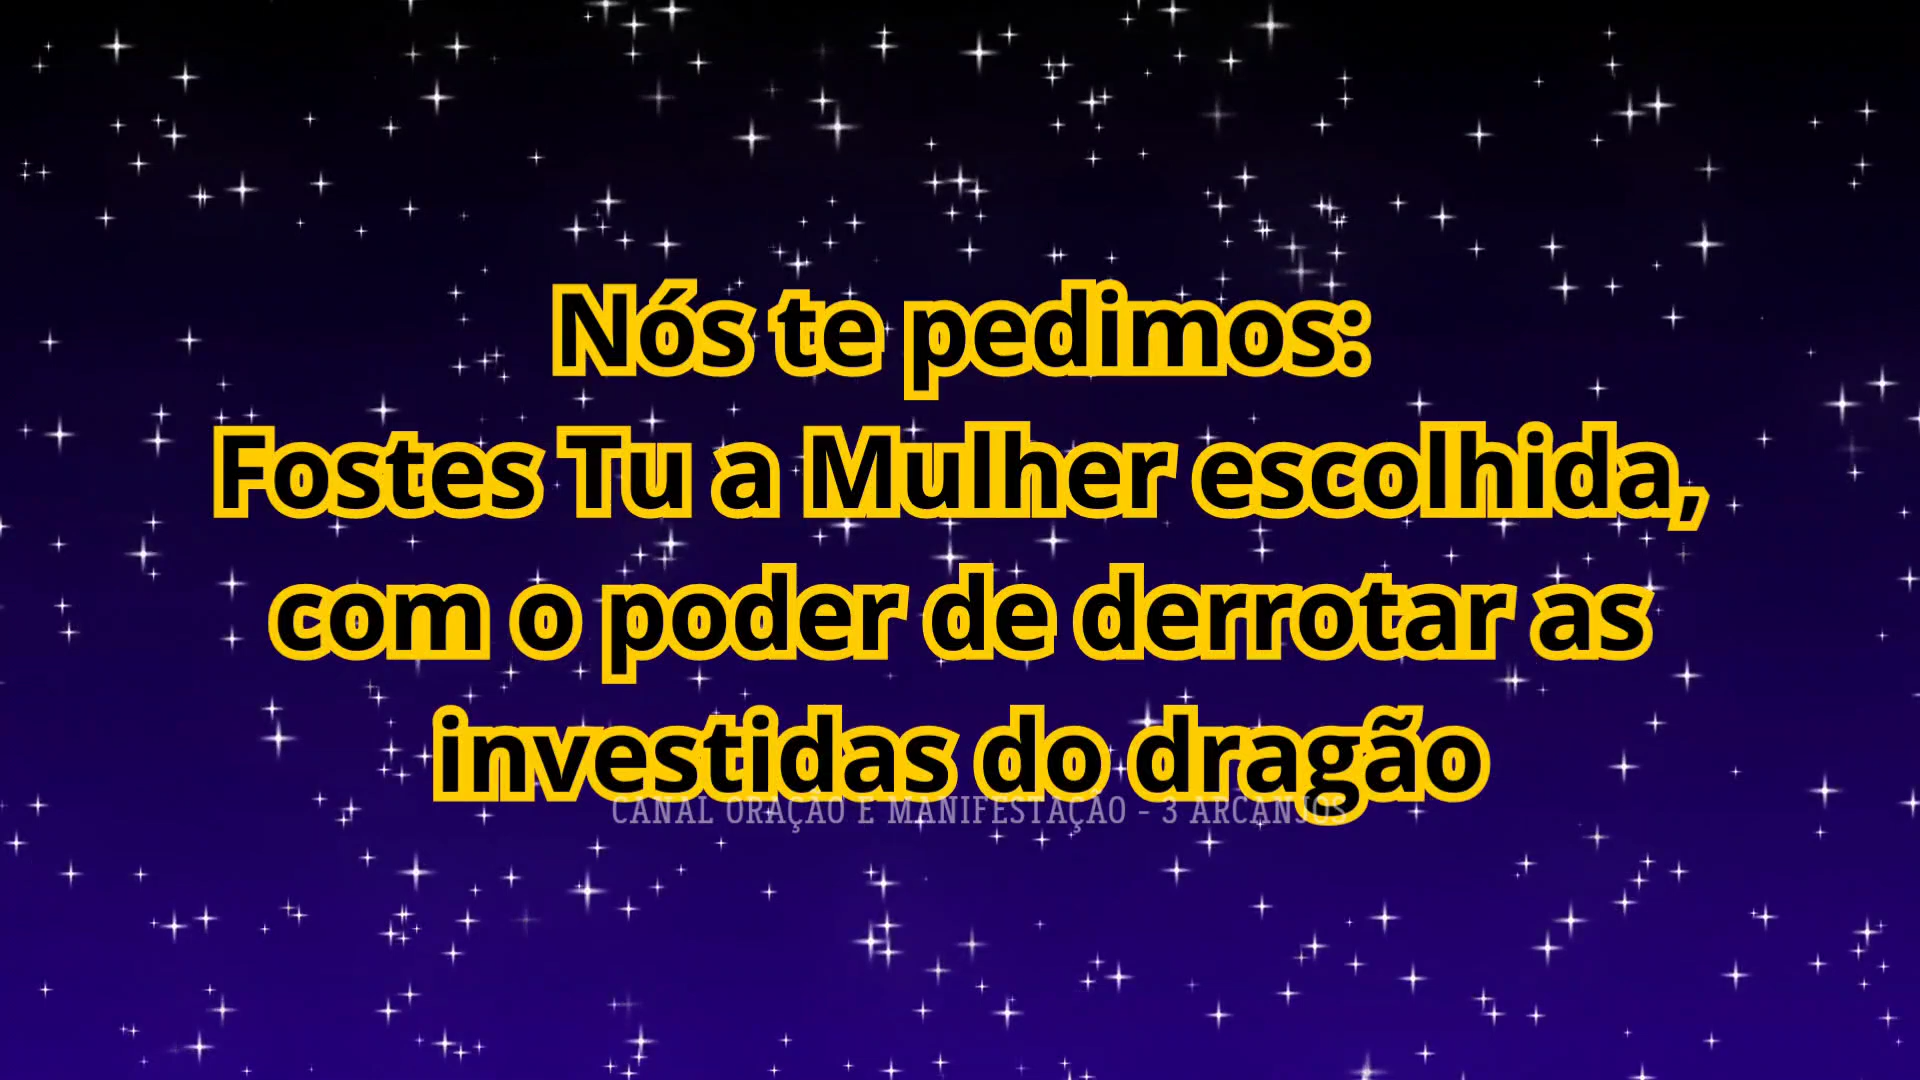 Nós te pedimos:
Fostes Tu a Mulher escolhida,
com o poder de derrotar as
investidas do dragão
CANAL ORAÇÃO E MANIFESTAÇÃO - 3 ARCANJOS